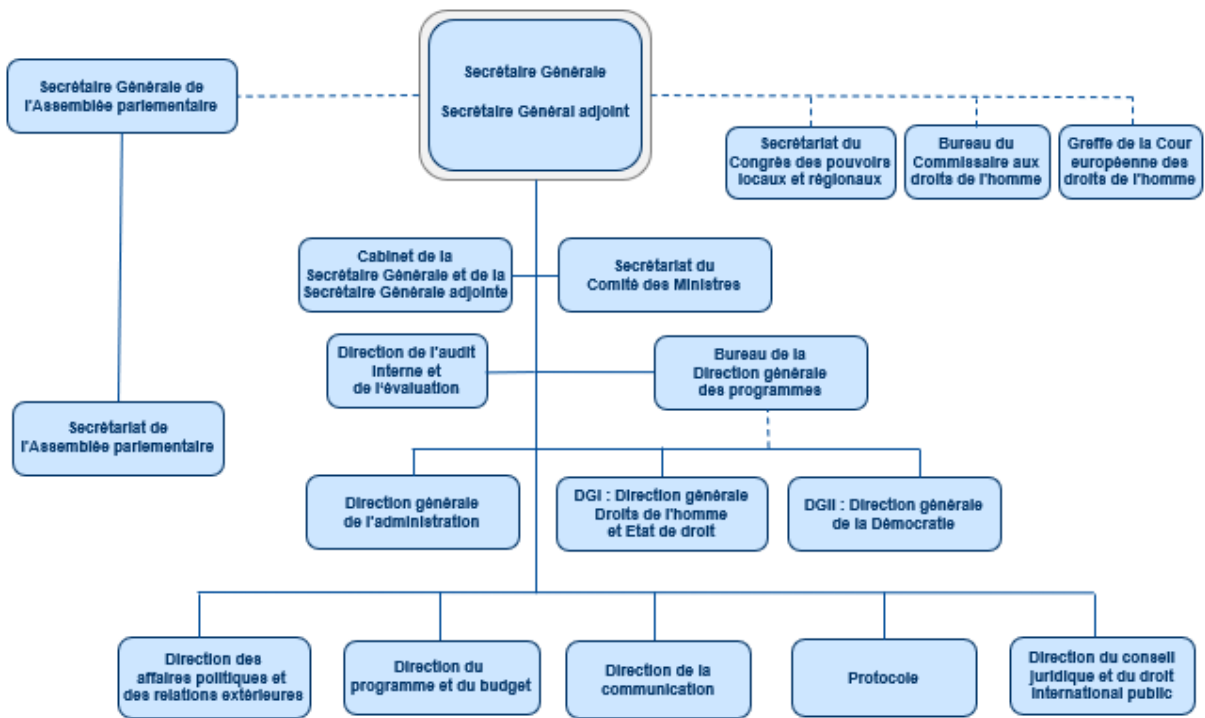 Secrétaire Générale
Secrétaire Général adjoint
Secrétaire Générale de
l'Assemblée parlementaire
Secrétariat du
Congrès des pouvoirs
locaux et régionaux
Bureau du
Commissaire aux
droits de l'homme
Greffe de la Cour
européenne des
droits de l'homme
Cabinet de la
Secrétaire Générale et de la
Secrétaire Générale adjointe
Secrétariat du
Comité des Ministres
Direction de l'audit
interne et
de l'évaluation
Bureau de la
Direction générale
des programmes
Secrétariat de
l'Assemblée parlementaire
Direction générale
de l'administration
DGI : Direction générale
Droits de l'homme
et Etat de droit
DGII : Direction générale
de la Démocratie
Direction des
affaires politiques et
des relations extérieures
Direction du
programme et du budget
Direction de la
communication
Protocole
Direction du conseil
juridique et du droit
international public